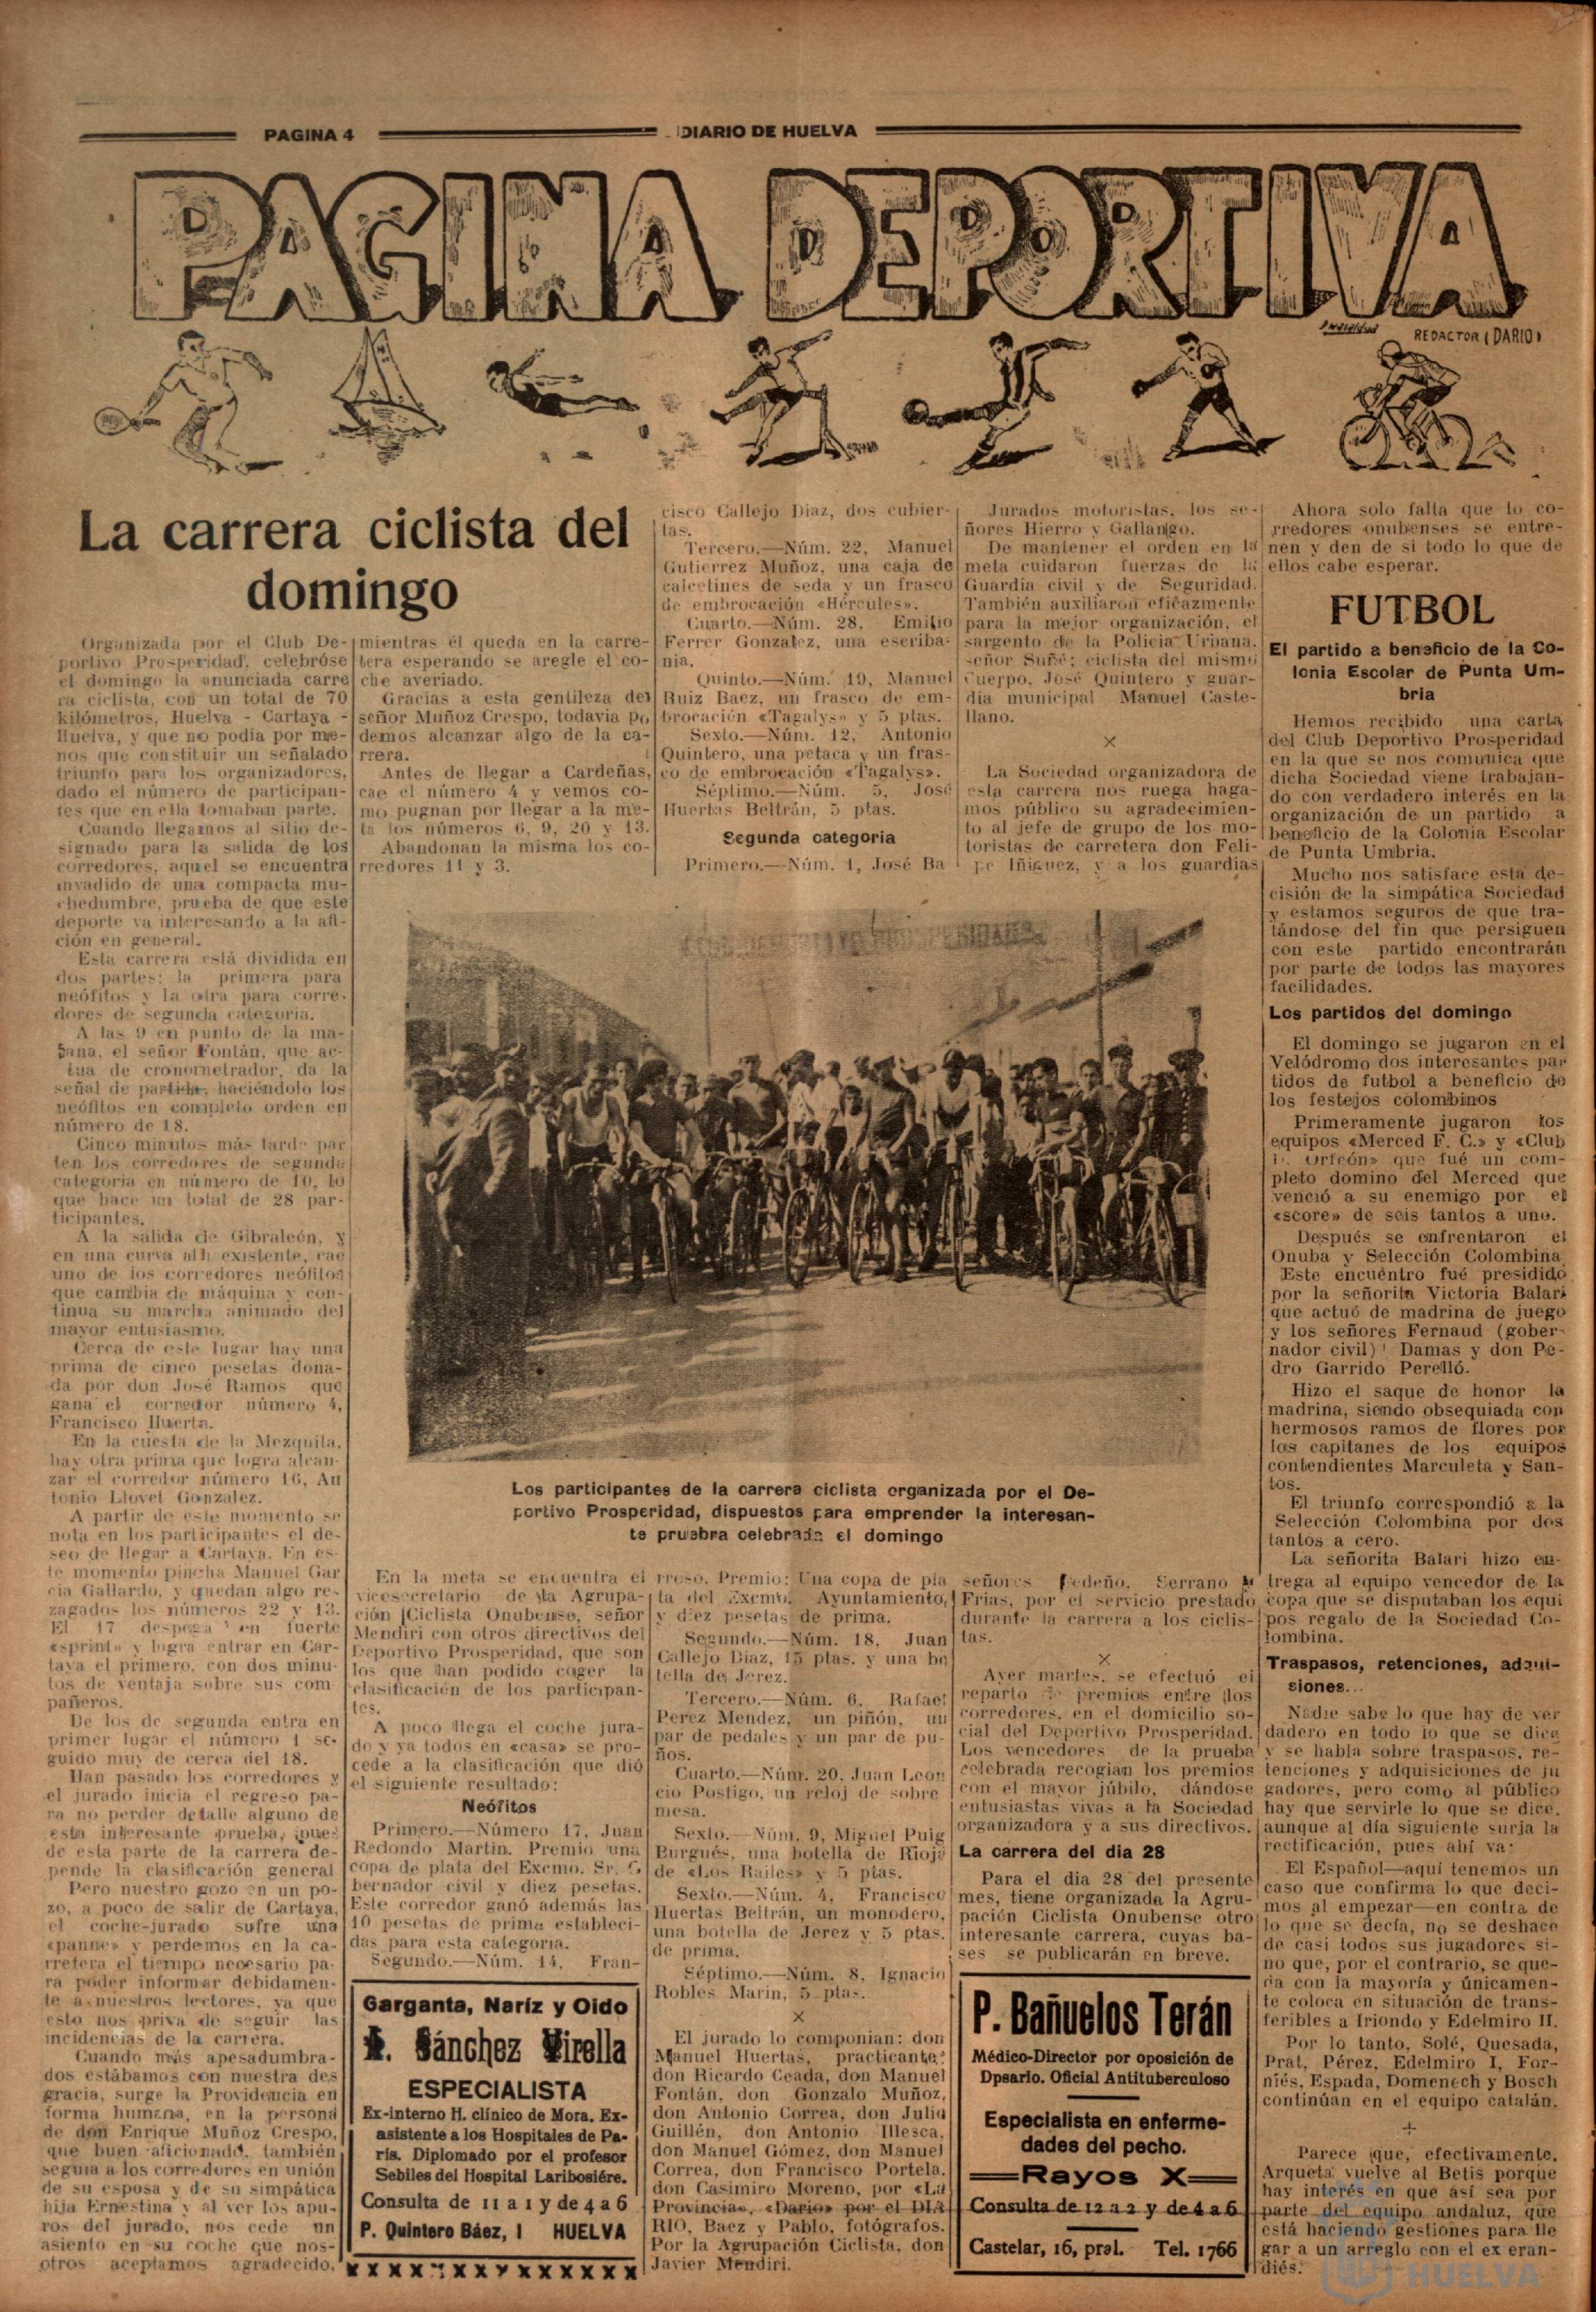 PAGINA 4
DIARIO DE HUELVA
PAGINA DEPORTIVA
REDACTOR (DARIO)
La carrera ciclista del
domingo
Organizada por el Club De-
portivo Prosperidad, celebróse
el domingo la anunciada carre
ra ciclista, con un total de 70
kilómetros, Huelva - Cartaya -
Huelva, y que no podía por me-
nos que constituir un señalado
triunfo para los organizadores,
dado el número de participan-
tes que en ella tomaban parte.
Cuando llegamos al sitio de-
signado para la salida de los
corredores, aquel se encuentra
invadido de una compacta mu-
chedumbre, prueba de que este
deporte va interesando a la afi-
ción en general.
Esta carrera está dividida en
dos partes: la primera para
neófitos y la otra para corre-
dores de segunda categoria.
A las 9 en punto de la ma-
ñana, el señor Fontán, que ac-
tua de cronometrador, da la
señal de partida, haciéndolo los
neófitos en completo orden en
número de 18.
Cinco minutos más tarde par
ten los corredores de segunda
categoria en número de 10, lo
que hace un total de 28 par-
ticipantes.
A la salida de Gibraleón, y
en una curva alli existente, cae
uno de los corredores neófitos
que cambia de máquina y con-
tinua su marcha animado del
mayor entusiasmo.
Cerca de este lugar hay una
prima de cinco pesetas dona-
da por don José Ramos que
gana el corredor número 4,
Francisco Huerta.
En la cuesta de la Mezquita,
hay otra prima que logra alcan-
zar el corredor número 16, An
tonio Llovet Gonzalez.
A partir de este momento se
nota en los participantes el de-
seo de llegar a Cartaya. En es-
te momento pincha Manuel Gar
cia Gallardo, y quedan algo re-
zagados los números 22 y 13.
El 17 despega en fuerte
«sprint» y logra entrar en Car-
taya el primero, con dos minu-
tos de ventaja sobre sus com
pañeros.
De los de segunda entra en
primer lugar el número 1 se-
guido muy de cerca del 18.
Han pasado los corredores y
el jurado inicia el regreso pa-
ra no perder detalle alguno de
esta interesante prueba, pues
de esta parte de la carrera de-
pende la clasificación general
Pero nuestro gozo en un po-
zo, a poco de salir de Cartaya,
el coche-jurado sufre una
«panne» y perdemos en la ca-
rretera el tiempo necesario pa-
ra poder informar debidamen-
te a nuestros lectores, ya que
esto nos priva de seguir las
incidencias de la carrera.
Cuando más apesadumbra-
dos estábamos con nuestra des
gracia, surge la Providencia en
forma humana, en la persona
de don Enrique Muñoz Crespo,
que buen aficionado, también
seguia a los corredores en unión
de su esposa y de su simpática
hija Ernestina y al ver los apu-
ros del jurado, nos cede un
asiento en su coche que nos-
otros aceptamos agradecido,
mientras él queda en la carre-
tera esperando se aregle el co-
che averiado.
Gracias a esta gentileza del
señor Muñoz Crespo, todavia po
demos alcanzar algo de la ca-
rrera.
Antes de llegar a Cardeñas,
cae el número 4 y vemos co-
mo pugnan por llegar a la me-
ta los números 6, 9, 20 y 13.
Abandonan la misma los co-
rredores 11 y 3.
Los participantes de la carrera ciclista organizada por el De-
portivo Prosperidad, dispuestos para emprender la interesan-
te pruebra celebrada el domingo
En la meta se encuentra el
vicesecretario de la Agrupa-
ción Ciclista Onubense, señor
Mendiri con otros directivos del
Deportivo Prosperidad, que son
los que han podido coger la
clasificación de los participan-
tes.
A poco llega el coche jura-
do y ya todos en «casa» se pro-
cede a la clasificación que dió
el siguiente resultado:
Neófitos
Primero.—Número 17, Juan
Redondo Martin. Premio una
copa de plata del Excmo. Sr. G
bernador civil y diez pesetas.
Este corredor ganó además las
10 pesetas de prima estableci-
das para esta categoria.
Segundo.—Núm. 14, Fran-
Garganta, Nariz y Oido
Sánchez Virella
ESPECIALISTA
Ex-interno H. clínico de Mora. Ex-
asistente a los Hospitales de Pa-
rís. Diplomado por el profesor
Sebiles del Hospital Laribosiére.
Consulta de 11 a 1 y de 4 a 6
P. Quintero Báez, 1 HUELVA
cisco Callejo Diaz, dos cubier-
tas.
Tercero.—Núm. 22, Manuel
Gutierrez Muñoz, una caja de
calcetines de seda y un frasco
de embrocación «Hércules».
Cuarto.—Núm. 28, Emilio
Ferrer Gonzalez, una escriba-
nia.
Quinto.—Núm. 19, Manuel
Ruiz Baez, un frasco de em-
brocación «Tagalys» y 5 ptas.
Sexto.—Núm. 12, Antonio
Quintero, una petaca y un fras-
co de embrocación «Tagalys».
Séptimo.—Núm. 5, José
Huertas Beltrán, 5 ptas.
Segunda categoria
Primero.—Núm. 1, José Ba
rroso. Premio: Una copa de pla
ta del Excmo. Ayuntamiento,
y diez pesetas de prima.
Segundo.—Núm. 18, Juan
Callejo Diaz, 15 ptas. y una bo
tella de Jerez.
Tercero.—Núm. 6, Rafael
Perez Mendez, un piñón, un
par de pedales y un par de pu-
ños.
Cuarto.—Núm. 20, Juan León
cio Postigo, un reloj de sobre
mesa.
Sexto.—Núm. 9, Miguel Puig
Burgués, una botella de Rioja
de «Los Railes» y 5 ptas.
Sexto.—Núm. 4, Francisco
Huertas Beltrán, un monodero,
una botella de Jerez y 5 ptas.
de prima.
Séptimo.—Núm. 8, Ignacio
Robles Marin, 5 ptas.
×
El jurado lo componian: don
Manuel Huertas, practicante;
don Ricardo Ceada, don Manuel
Fontán, don Gonzalo Muñoz,
don Antonio Correa, don Julio
Guillén, don Antonio Illesca,
don Manuel Gómez, don Manuel
Correa, don Francisco Portela,
don Casimiro Moreno, por «La
Provincia», «Dario» por el DIA
RIO, Baez y Pablo, fotógrafos.
Por la Agrupación Ciclista, don
Javier Mendiri.
Jurados motoristas, los se-
ñores Hierro y Gallango.
De mantener el orden en la
meta cuidaron fuerzas de la
Guardia civil y de Seguridad.
También auxiliaron eficazmente
para la mejor organización, el
sargento de la Policia Urbana,
señor Suñé; ciclista del mismo
Cuerpo, José Quintero y guar-
dia municipal Manuel Caste-
llano.
×
La Sociedad organizadora de
esta carrera nos ruega haga-
mos público su agradecimien-
to al jefe de grupo de los mo-
toristas de carretera don Feli-
pe Iñiguez, y a los guardias
señores Pedeño, Serrano y
Frias, por el servicio prestado
durante la carrera a los ciclis-
tas.
×
Ayer martes, se efectuó el
reparto de premios entre los
corredores, en el domicilio so-
cial del Deportivo Prosperidad.
Los vencedores de la prueba
celebrada recogian los premios
con el mayor júbilo, dándose
entusiastas vivas a la Sociedad
organizadora y a sus directivos.
La carrera del dia 28
Para el dia 28 del presente
mes, tiene organizada la Agru-
pación Ciclista Onubense otro
interesante carrera, cuyas ba-
ses se publicarán en breve.
P. Bañuelos Terán
Médico-Director por oposición de
Dpsario. Oficial Antituberculoso
Especialista en enferme-
dades del pecho.
Rayos X
Consulta de 12 a 2 y de 4 a 6
Castelar, 16, pral. Tel. 1766
Ahora solo falta que lo co-
rredores onubenses se entre-
nen y den de si todo lo que de
ellos cabe esperar.
FUTBOL
El partido a beneficio de la Co-
lonia Escolar de Punta Um-
bria
Hemos recibido una carta
del Club Deportivo Prosperidad
en la que se nos comunica que
dicha Sociedad viene trabajan-
do con verdadero interés en la
organización de un partido a
beneficio de la Colonia Escolar
de Punta Umbria.
Mucho nos satisface esta de-
cisión de la simpática Sociedad
y estamos seguros de que tra-
tándose del fin que persiguen
con este partido encontrarán
por parte de todos las mayores
facilidades.
Los partidos del domingo
El domingo se jugaron en el
Velódromo dos interesantes par
tidos de futbol a beneficio de
los festejos colombinos
Primeramente jugaron los
equipos «Merced F. C.» y «Club
Orfeón» que fué un com-
pleto domino del Merced que
venció a su enemigo por el
«score» de seis tantos a uno.
Después se enfrentaron el
Onuba y Selección Colombina.
Este encuentro fué presidido
por la señorita Victoria Balari
que actuó de madrina de juego
y los señores Fernaud (gober-
nador civil) Damas y don Pe-
dro Garrido Perelló.
Hizo el saque de honor la
madrina, siendo obsequiada con
hermosos ramos de flores por
los capitanes de los equipos
contendientes Marculeta y San-
tos.
El triunfo correspondió a la
Selección Colombina por dos
tantos a cero.
La señorita Balari hizo en-
trega al equipo vencedor de la
copa que se disputaban los equi
pos regalo de la Sociedad Co-
lombina.
Traspasos, retenciones, adqui-
siones...
Nadie sabe lo que hay de ver
dadero en todo lo que se dice
y se habla sobre traspasos, re-
tenciones y adquisiciones de ju
gadores, pero como al público
hay que servirle lo que se dice,
aunque al día siguiente surja la
rectificación, pues ahí va:
El Español—aquí tenemos un
caso que confirma lo que deci-
mos al empezar—en contra de
lo que se decía, no se deshace
de casi todos sus jugadores si-
no que, por el contrario, se que-
da con la mayoría y únicamen-
te coloca en situación de trans-
feribles a Iriondo y Edelmiro II.
Por lo tanto, Solé, Quesada,
Prat, Pérez, Edelmiro I, For-
niés, Espada, Domenech y Bosch
continúan en el equipo catalán.
+
Parece que, efectivamente,
Arqueta vuelve al Betis porque
hay interés en que así sea por
parte del equipo andaluz, que
está haciendo gestiones para lle
gar a un arreglo con el ex eran-
diés.
HUELVA